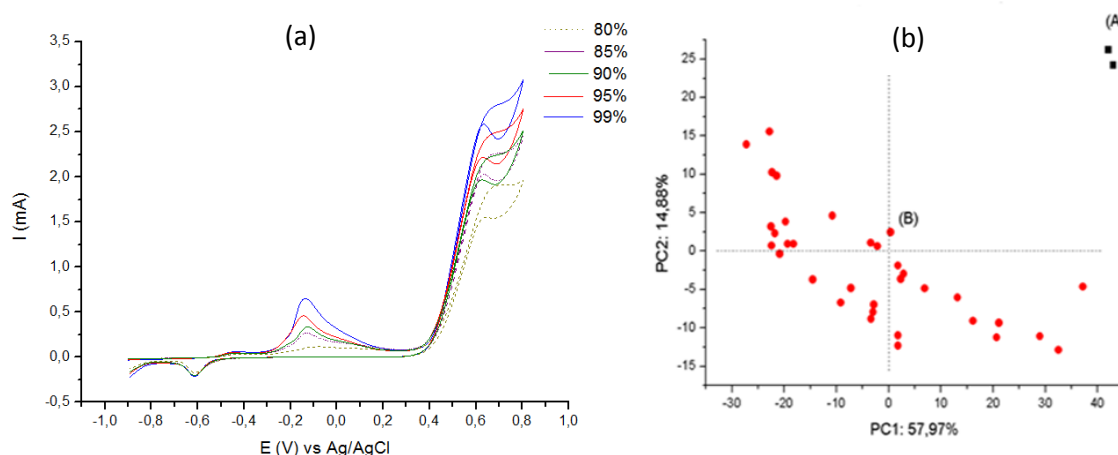 (a)
3,5
3,0
2,5
2,0
1,5
1,0
0,5
0,0
-0,5
I (mA)
-1,0 -0,8 -0,6 -0,4 -0,2 0,0 0,2 0,4 0,6 0,8 1,0
E (V) vs Ag/AgCl
80%
85%
90%
95%
99%
(b)
(A
25
20
15
10
5
0
-5
-10
-15
PC2: 14,88%
(B)
-30 -20 -10 0 10 20 30 40
PC1: 57,97%